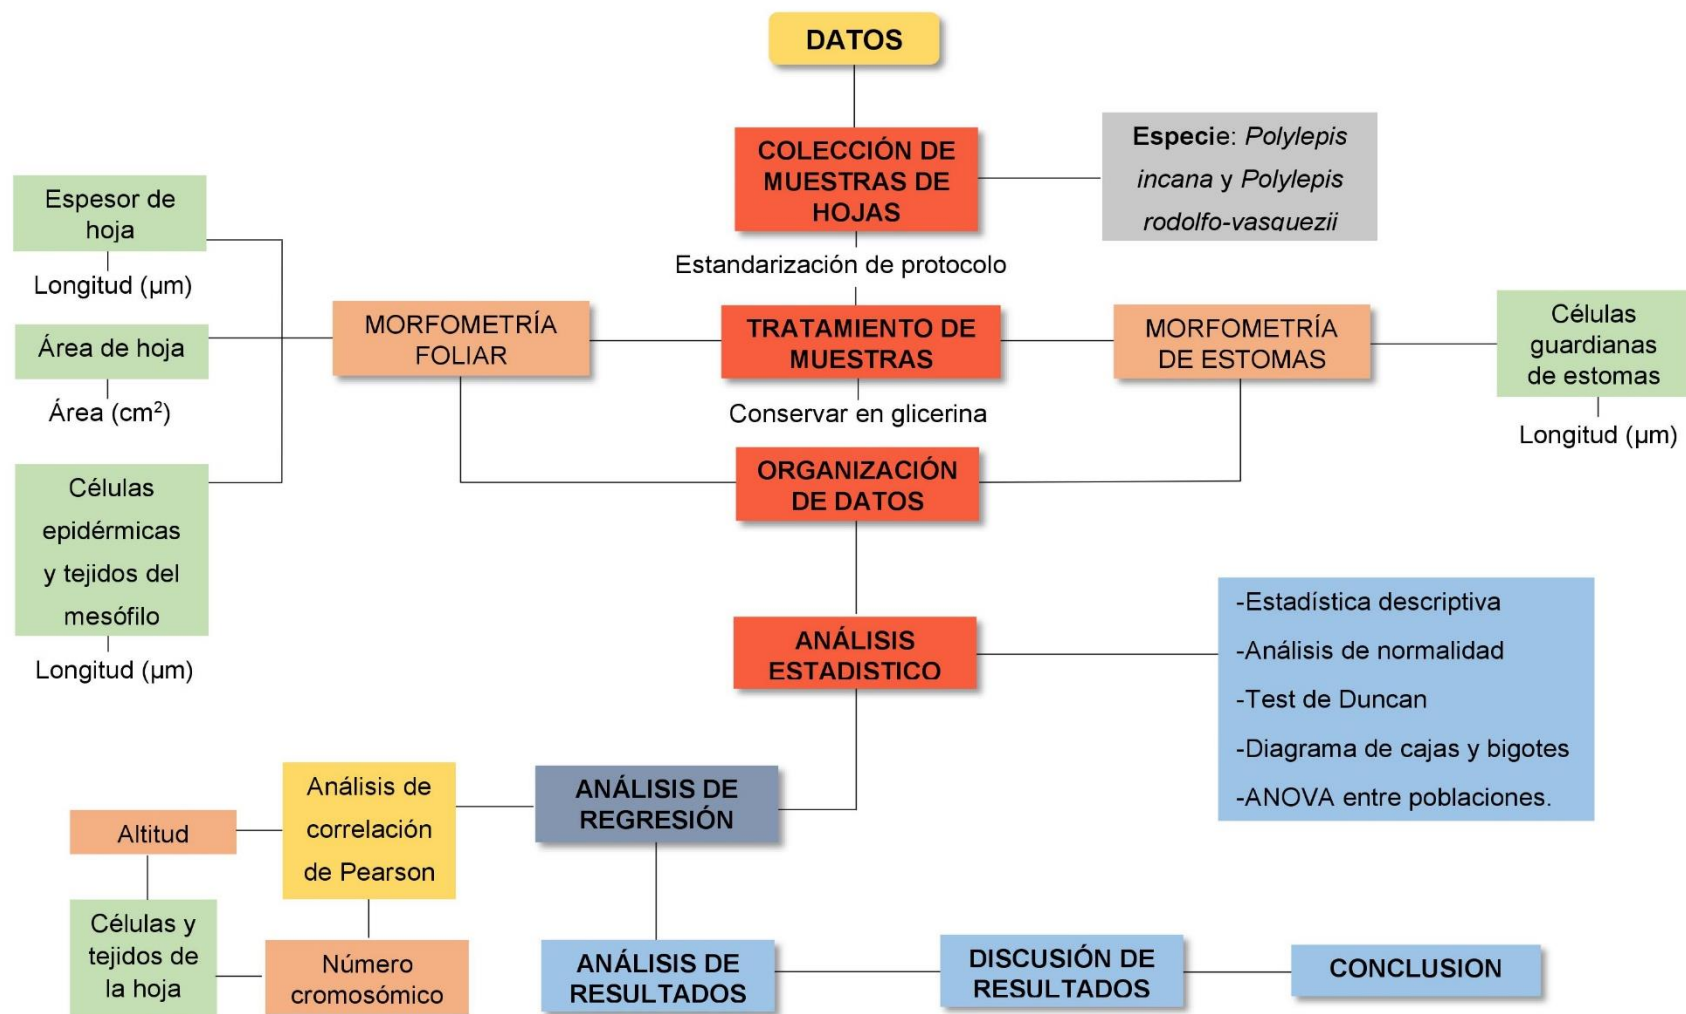 DATOS
COLECCIÓN DE
MUESTRAS DE
HOJAS
Especie: Polylepis
incana y Polylepis
rodolfo-vasquezii
Estandarización de protocolo
Espesor de
hoja
Longitud (µm)
Área de hoja
Área (cm²)
Células
epidérmicas
y tejidos del
mesófilo
Longitud (µm)
MORFOMETRÍA
FOLIAR
TRATAMIENTO DE
MUESTRAS
Conservar en glicerina
MORFOMETRÍA
DE ESTOMAS
Células
guardianas
de estomas
Longitud (µm)
ORGANIZACIÓN
DE DATOS
ANÁLISIS
ESTADISTICO
-Estadística descriptiva
-Análisis de normalidad
-Test de Duncan
-Diagrama de cajas y bigotes
-ANOVA entre poblaciones.
ANÁLISIS DE
REGRESIÓN
Análisis de
correlación
de Pearson
Altitud
Células y
tejidos de
la hoja
Número
cromosómico
ANÁLISIS DE
RESULTADOS
DISCUSIÓN DE
RESULTADOS
CONCLUSION